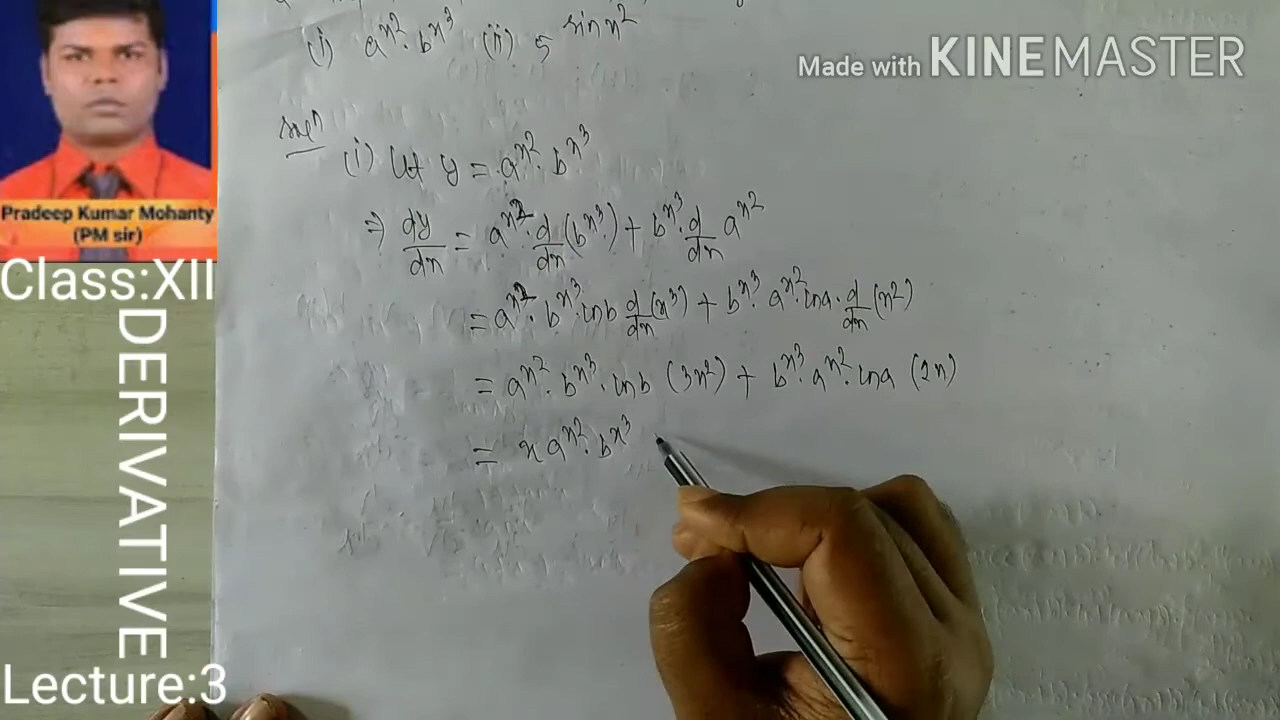 (i) a^x². b^x³ (ii) 5^sin x²
Made with KINEMASTER
Solⁿ
(i) Let y = a^x². b^x³
⇒ dy/dx = a^x². d/dx (b^x³) + b^x³. d/dx a^x²
= a^x². b^x³. ln b d/dx (x³) + b^x³. a^x². ln a. d/dx (x²)
= a^x². b^x³. ln b (3x²) + b^x³. a^x². ln a (2x)
= x a^x². b^x³
Pradeep Kumar Mohanty
(PM sir)
Class:XII
DERIVATIVE
Lecture:3